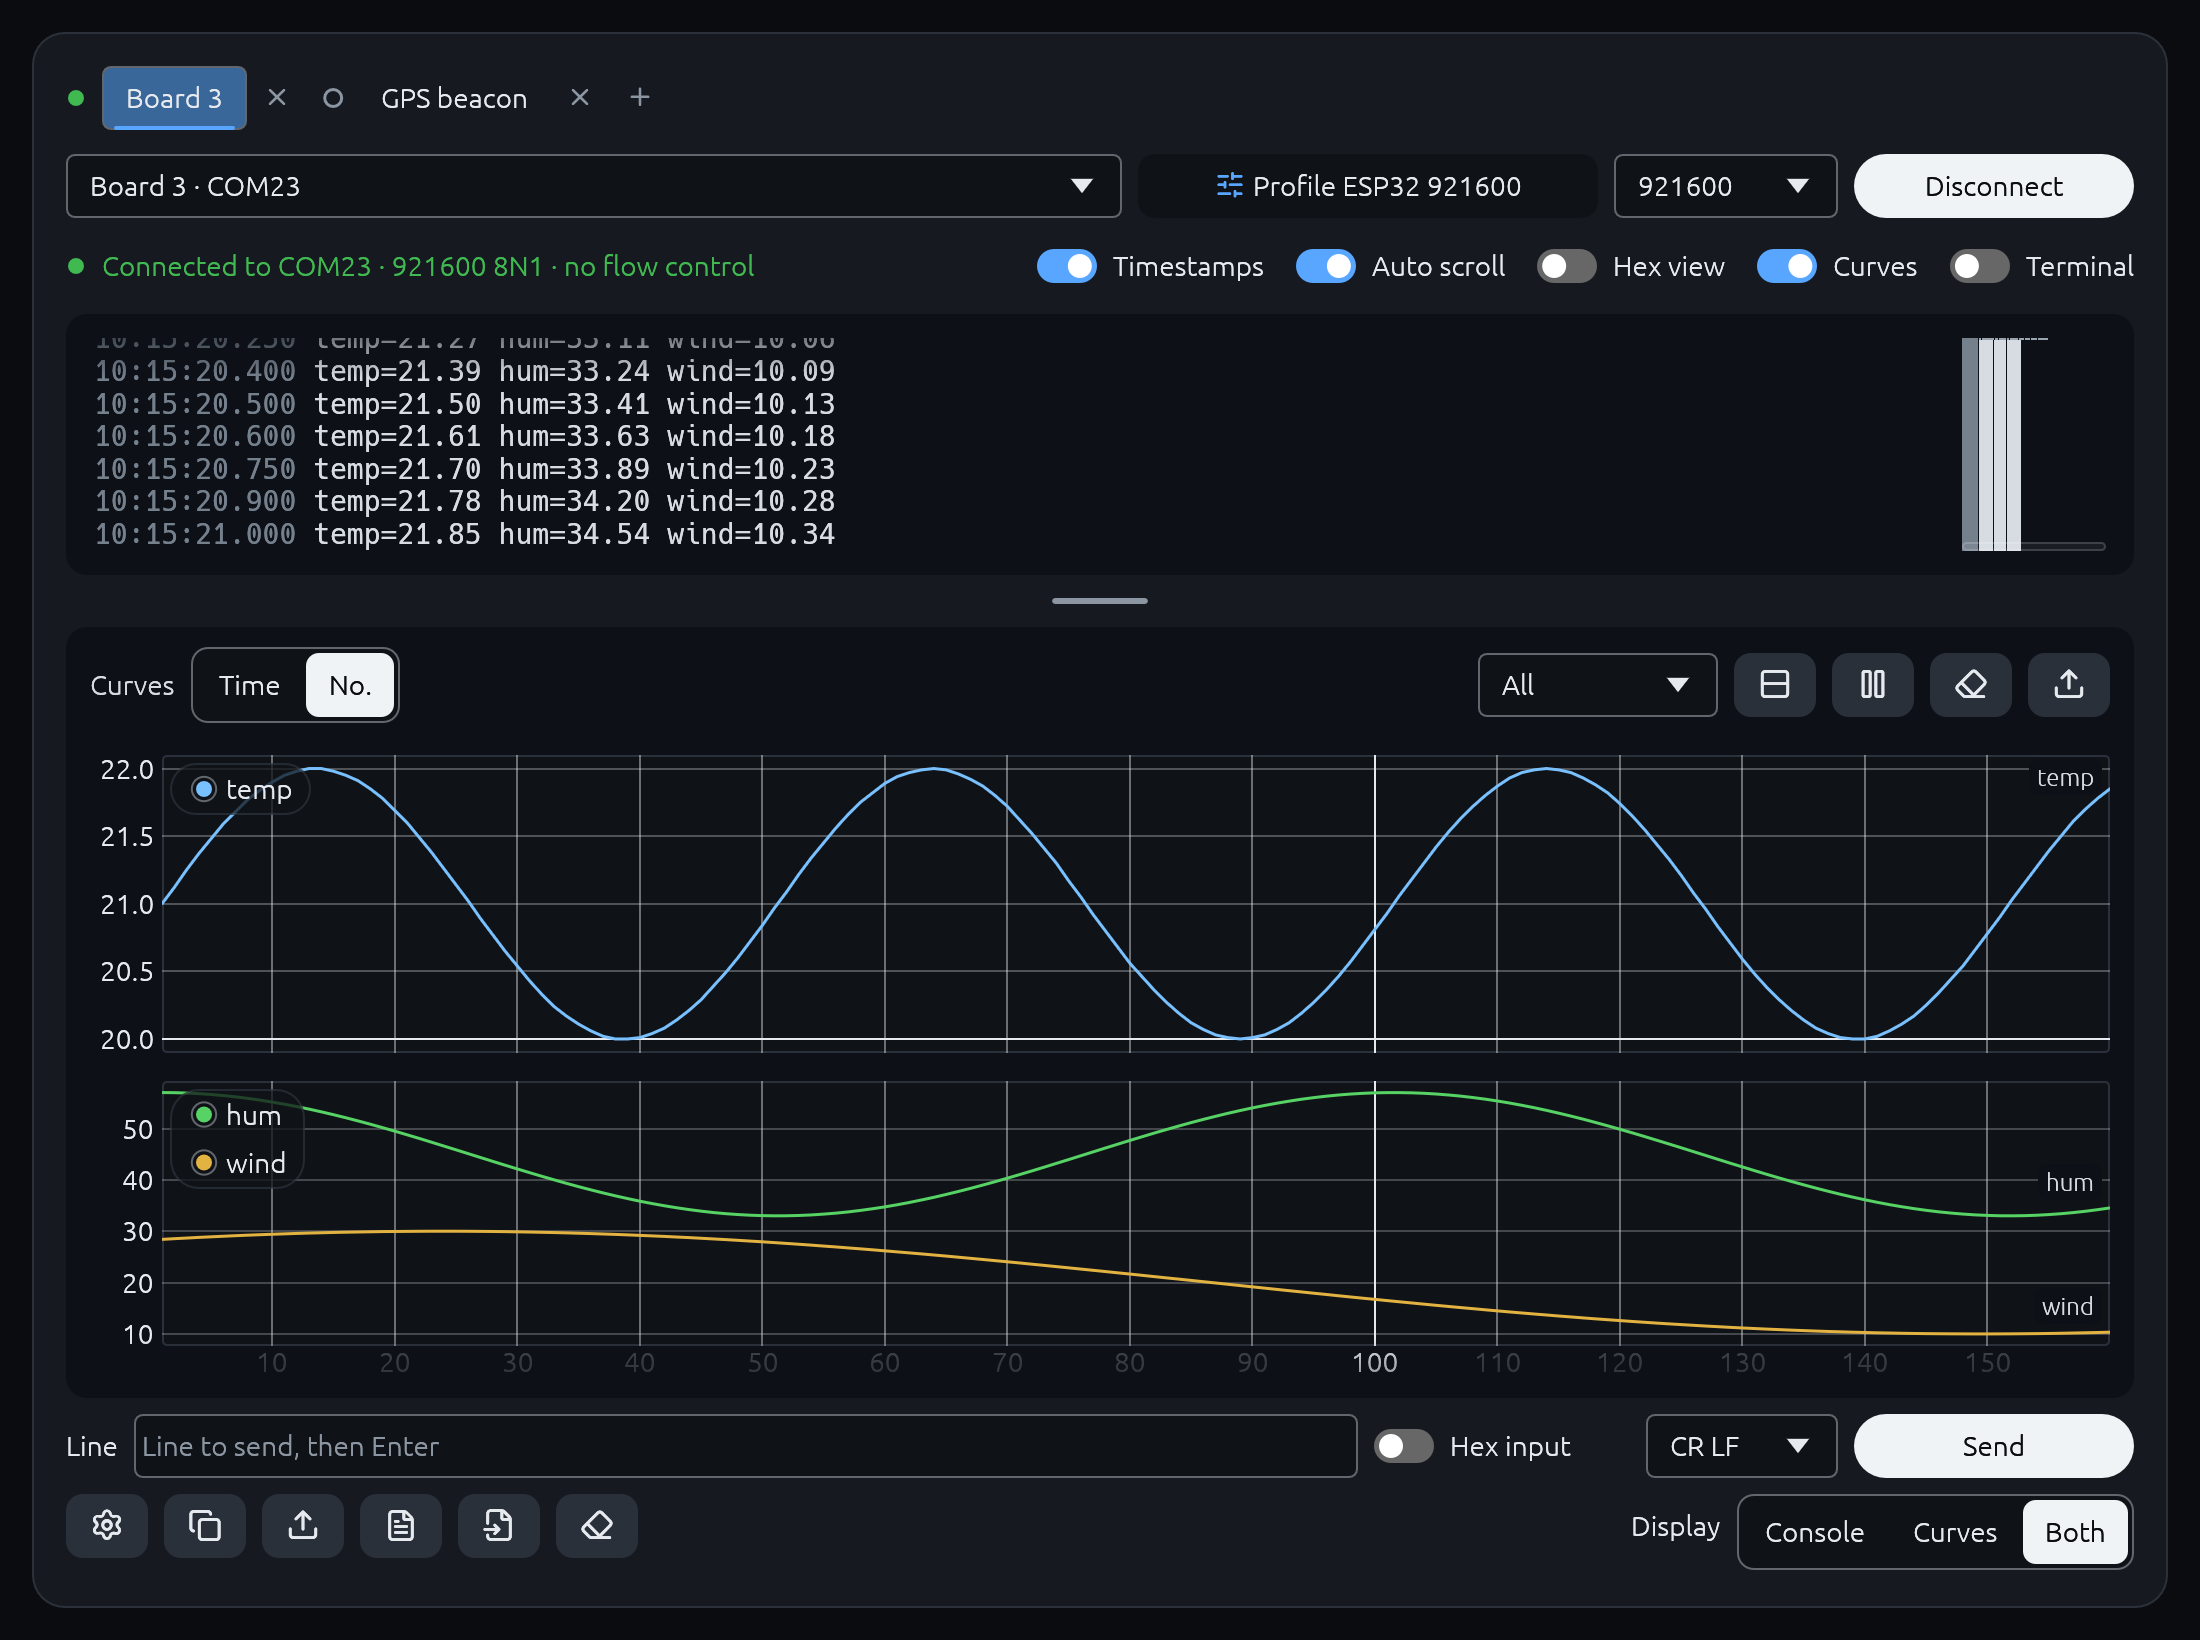 Board 3
GPS beacon
Board 3 · COM23
Profile ESP32 921600
921600
Disconnect
Connected to COM23 · 921600 8N1 · no flow control
Timestamps
Auto scroll
Hex view
Curves
Terminal
10:15:20.400 temp=21.39 hum=33.24 wind=10.09
10:15:20.500 temp=21.50 hum=33.41 wind=10.13
10:15:20.600 temp=21.61 hum=33.63 wind=10.18
10:15:20.750 temp=21.70 hum=33.89 wind=10.23
10:15:20.900 temp=21.78 hum=34.20 wind=10.28
10:15:21.000 temp=21.85 hum=34.54 wind=10.34
Curves
Time
No.
All
22.0
21.5
21.0
20.5
20.0
temp
temp
50
40
30
20
10
hum
wind
hum
wind
10 20 30 40 50 60 70 80 90 100 110 120 130 140 150
Line
Line to send, then Enter
Hex input
CR LF
Send
Display
Console
Curves
Both